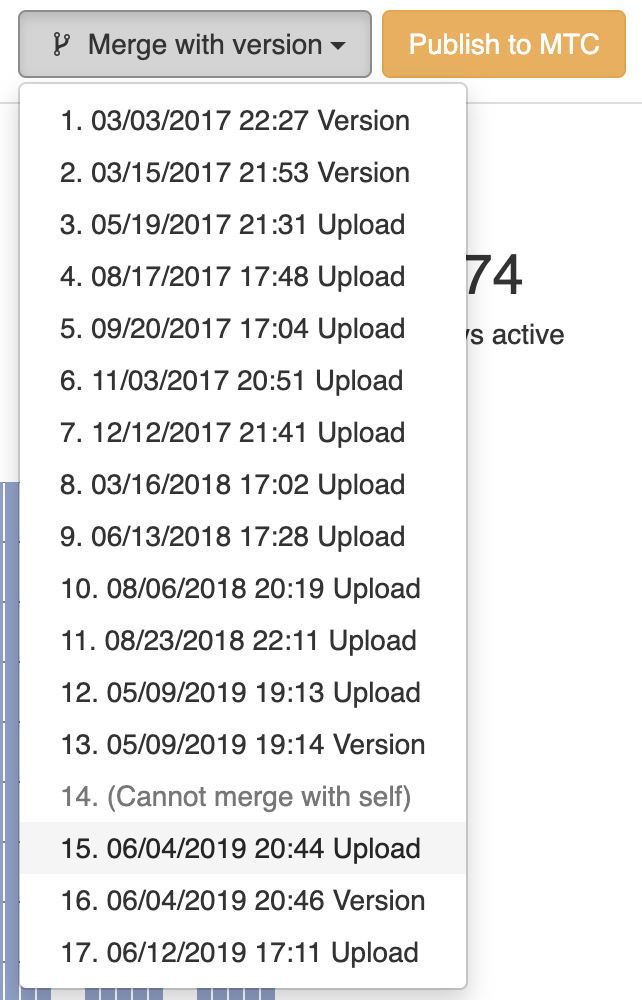 Merge with version
Publish to MTC
1. 03/03/2017 22:27 Version
2. 03/15/2017 21:53 Version
3. 05/19/2017 21:31 Upload
4. 08/17/2017 17:48 Upload
5. 09/20/2017 17:04 Upload
6. 11/03/2017 20:51 Upload
7. 12/12/2017 21:41 Upload
8. 03/16/2018 17:02 Upload
9. 06/13/2018 17:28 Upload
10. 08/06/2018 20:19 Upload
11. 08/23/2018 22:11 Upload
12. 05/09/2019 19:13 Upload
13. 05/09/2019 19:14 Version
14. (Cannot merge with self)
15. 06/04/2019 20:44 Upload
16. 06/04/2019 20:46 Version
17. 06/12/2019 17:11 Upload
74
active